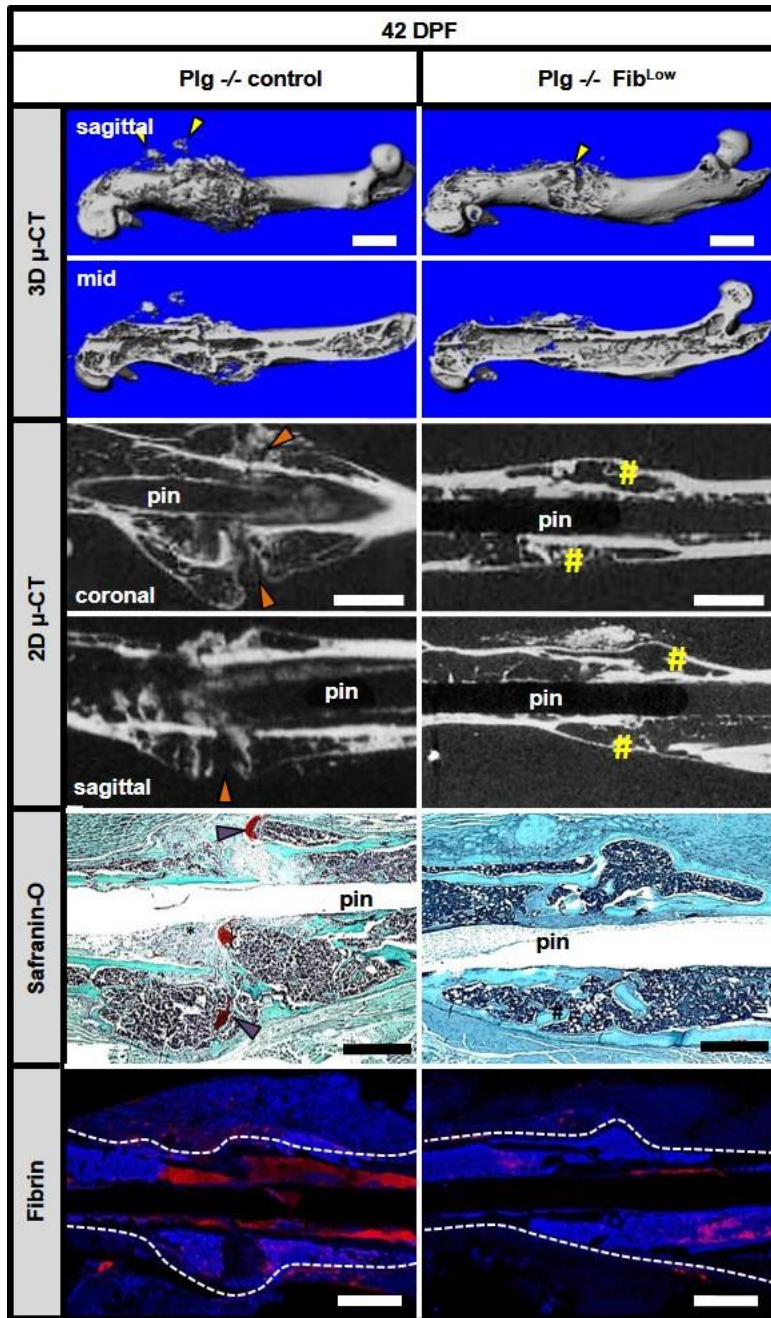 42 DPF
Plg -/- control
Plg -/- Fib^Low
3D µ-CT
sagittal
mid
2D µ-CT
pin
coronal
#
#
pin
sagittal
pin
#
#
pin
Safranin-O
pin
*
pin
#
Fibrin